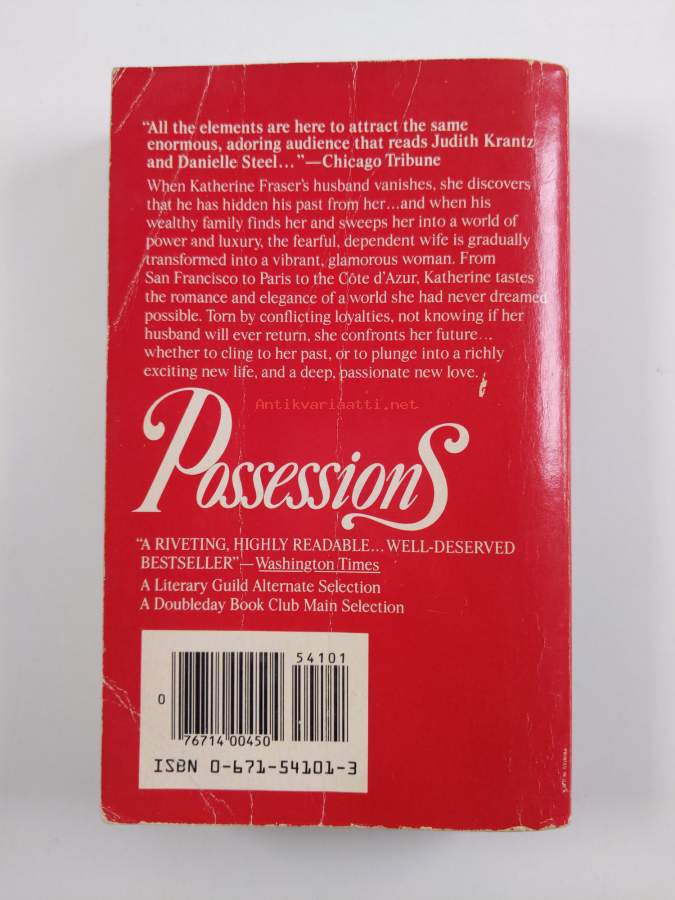 "All the elements are here to attract the same
enormous, adoring audience that reads Judith Krantz
and Danielle Steel..."—Chicago Tribune
When Katherine Fraser's husband vanishes, she discovers
that he has hidden his past from her...and when his
wealthy family finds her and sweeps her into a world of
power and luxury, the fearful, dependent wife is gradually
transformed into a vibrant, glamorous woman. From
San Francisco to Paris to the Côte d'Azur, Katherine tastes
the romance and elegance of a world she had never dreamed
possible. Torn by conflicting loyalties, not knowing if her
husband will ever return, she confronts her future...
whether to cling to her past, or to plunge into a richly
exciting new life, and a deep, passionate new love.
Antikvariaatti.net
Possessions
"A RIVETING, HIGHLY READABLE...WELL-DESERVED
BESTSELLER"—Washington Times
A Literary Guild Alternate Selection
A Doubleday Book Club Main Selection
54101
0
76714 00450
ISBN 0-671-54101-3